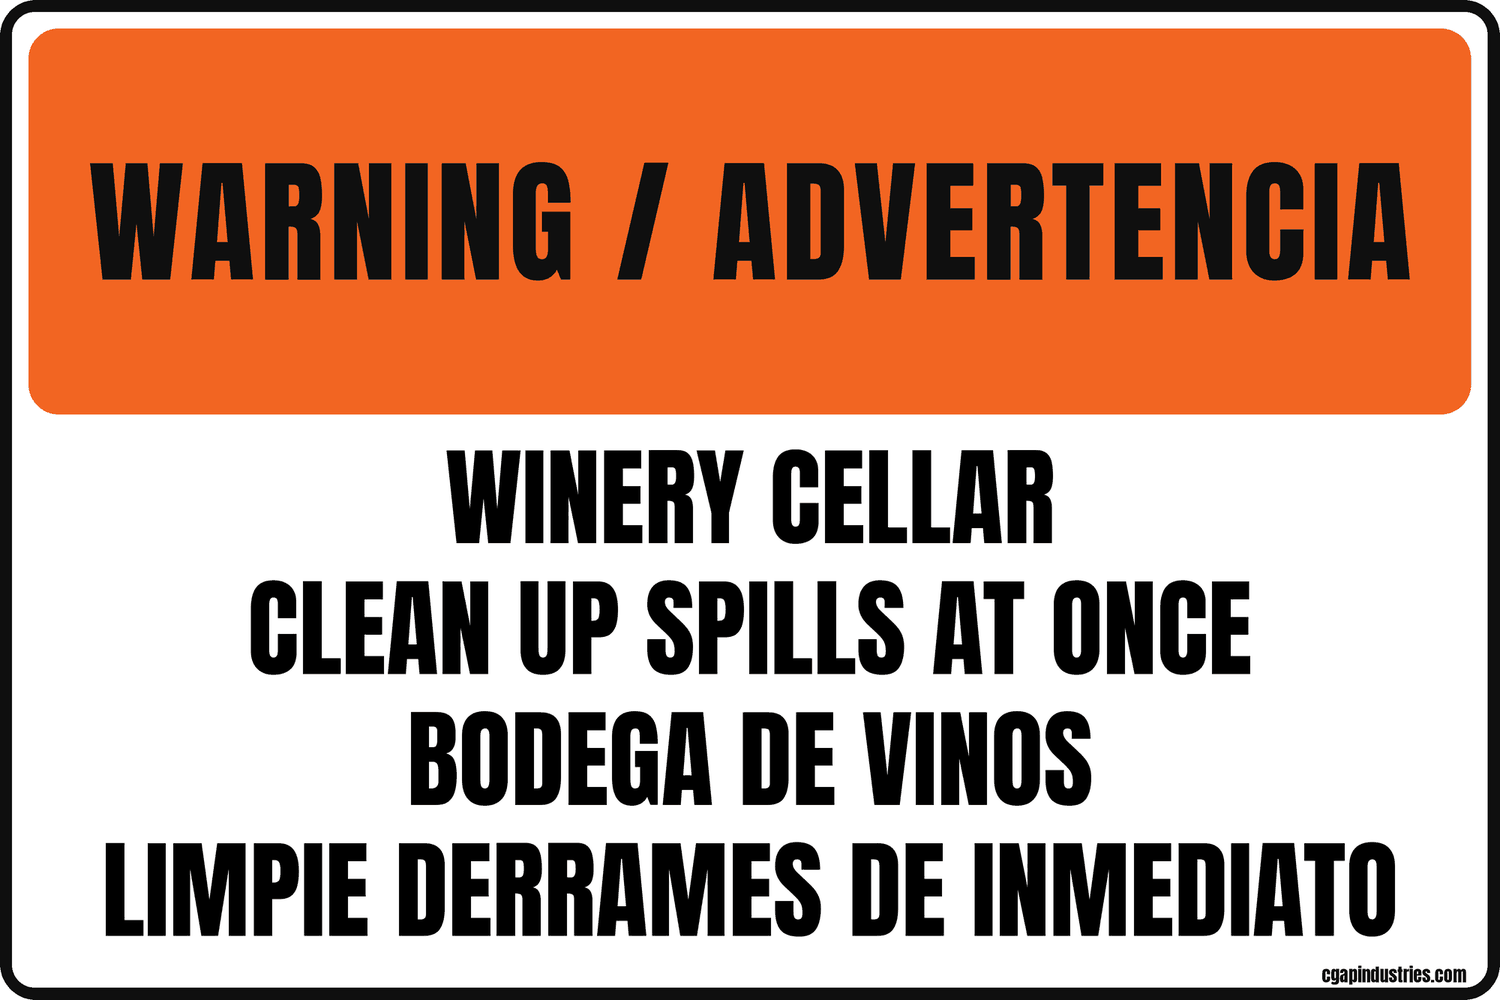 WARNING / ADVERTENCIA
WINERY CELLAR
CLEAN UP SPILLS AT ONCE
BODEGA DE VINOS
LIMPIE DERRAMES DE INMEDIATO
cgapindustries.com